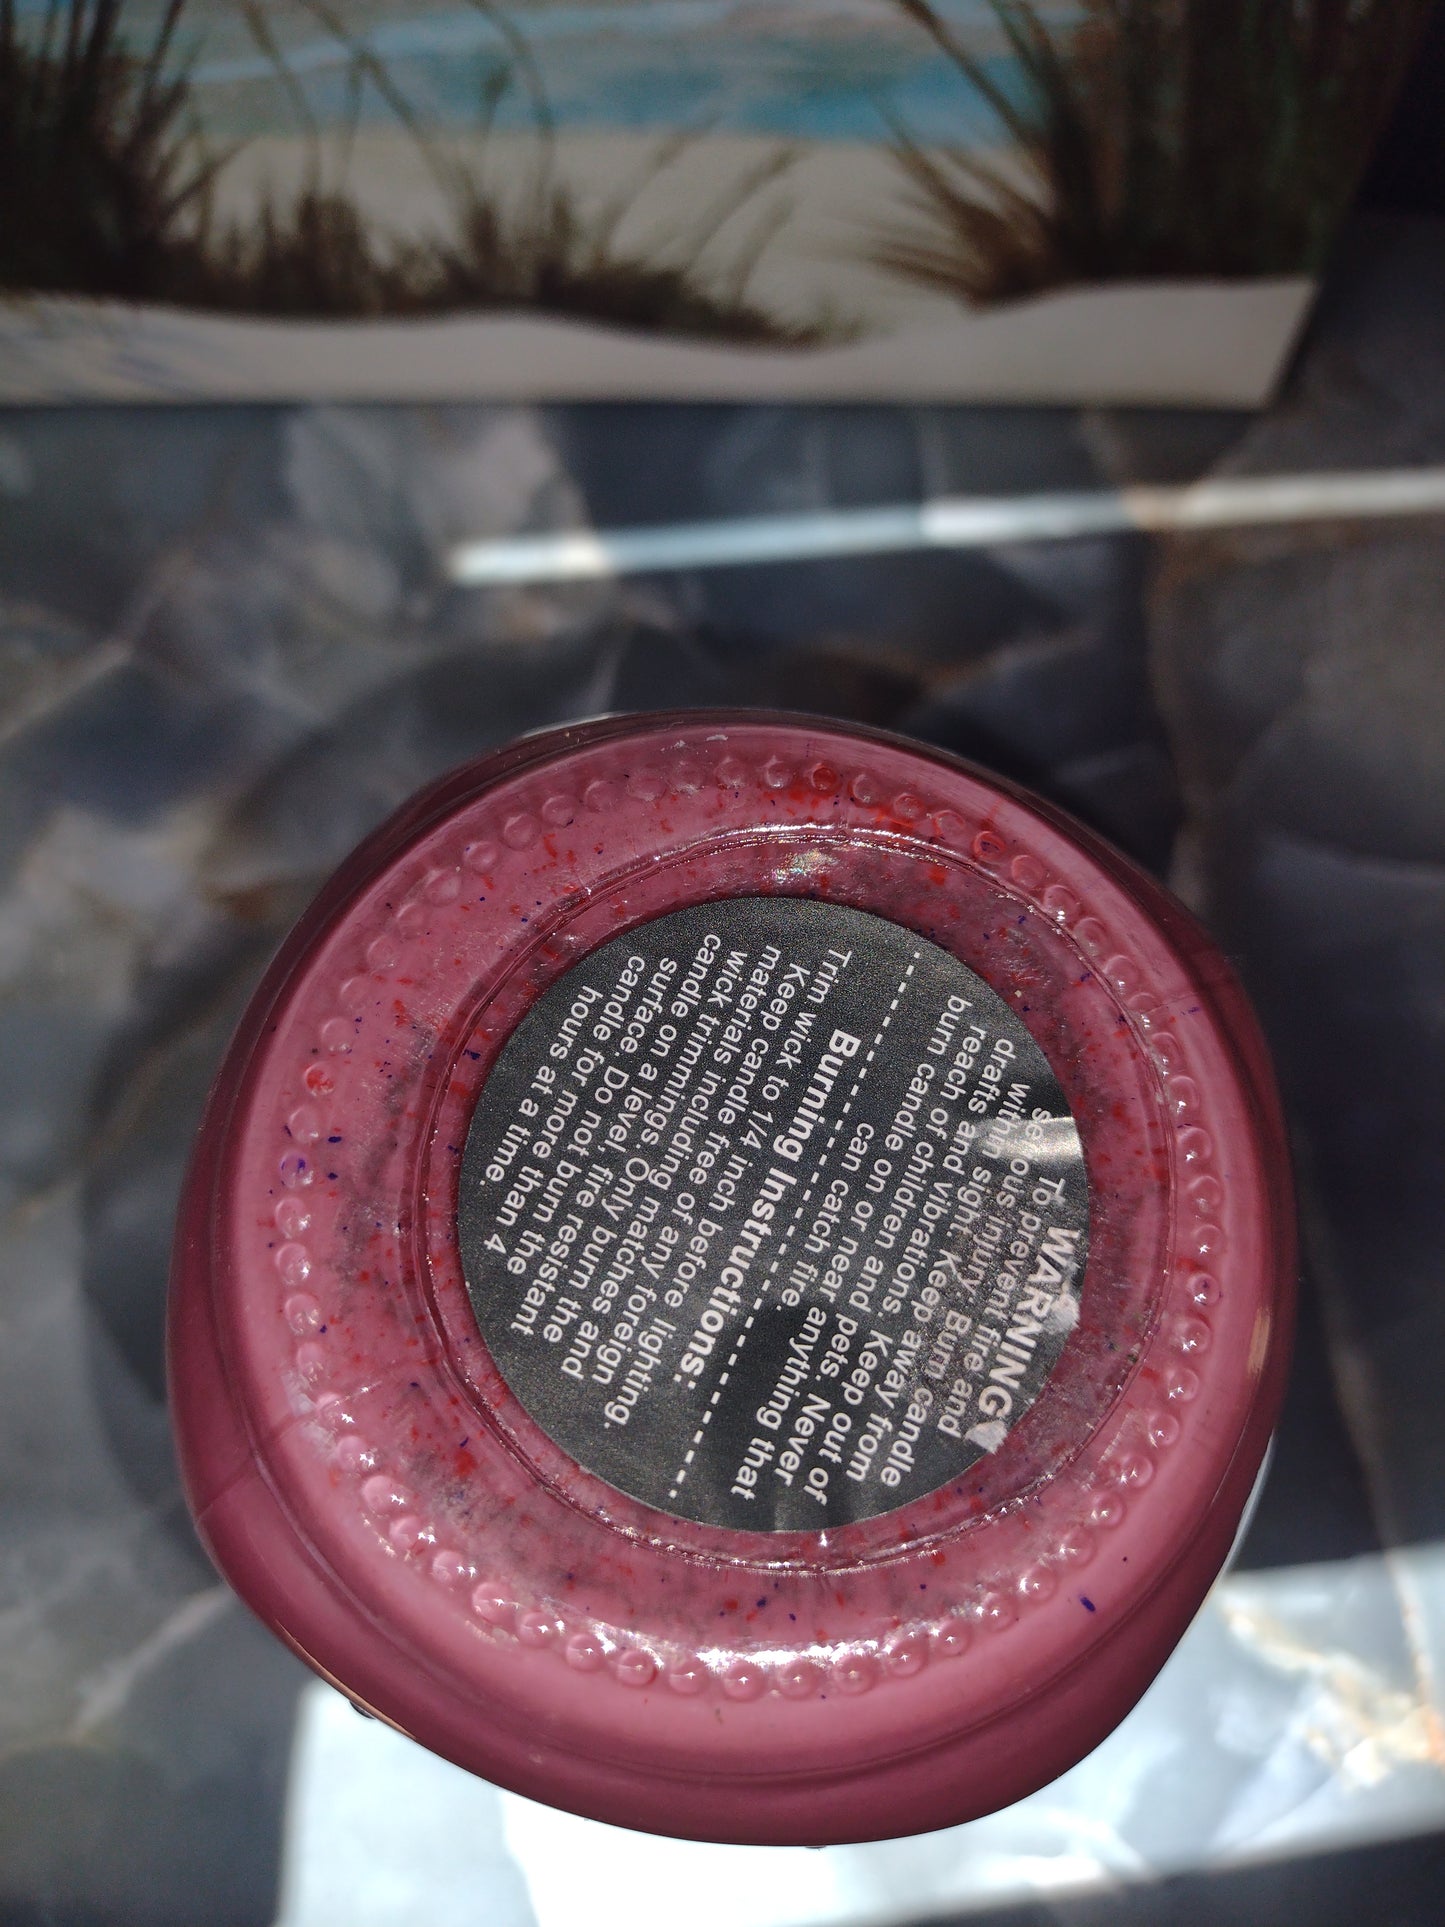 WARNING
To prevent fire and
serious injury. Burn candle
within sight. Keep away from
drafts and vibrations. Keep out of
reach of children and pets. Never
burn candle on or near anything that
can catch fire.
Burning Instructions:
Trim wick to 1/4 inch before lighting.
Keep candle free of any foreign
materials including matches and
wick trimmings. Only burn the
candle on a level, fire resistant
surface. Do not burn the
candle for more than 4
hours at a time.